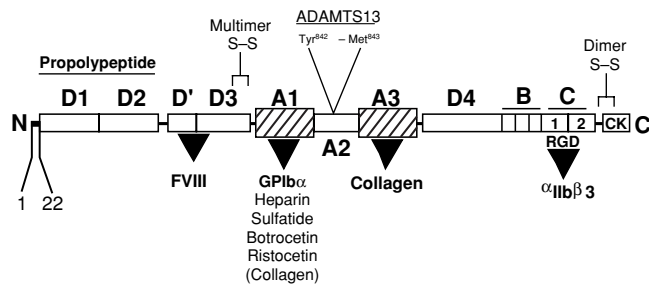 ADAMTS13
Multimer
S–S
Tyr⁸⁴² – Met⁸⁴³
Dimer
S–S
Propolypeptide
D1 D2 D' D3 A1 A3 D4 B C
N 1 2 CK C
A2
RGD
FVIII GPIbα Collagen αIIbβ3
1 22
Heparin
Sulfatide
Botrocetin
Ristocetin
(Collagen)